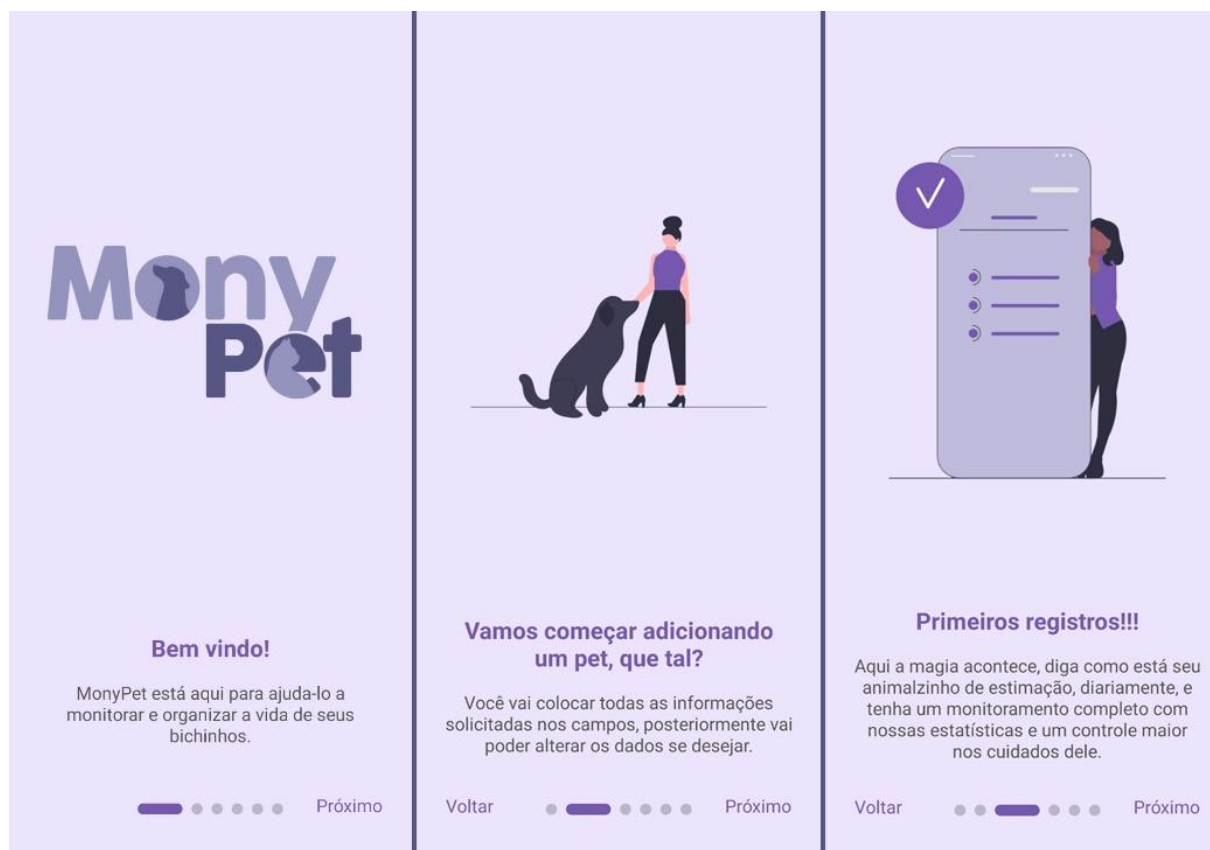 Mony
Pet
Bem vindo!
MonyPet está aqui para ajuda-lo a
monitorar e organizar a vida de seus
bichinhos.
Próximo
Vamos começar adicionando
um pet, que tal?
Você vai colocar todas as informações
solicitadas nos campos, posteriormente vai
poder alterar os dados se desejar.
Voltar
Próximo
Primeiros registros!!!
Aqui a magia acontece, diga como está seu
animalzinho de estimação, diariamente, e
tenha um monitoramento completo com
nossas estatísticas e um controle maior
nos cuidados dele.
Voltar
Próximo